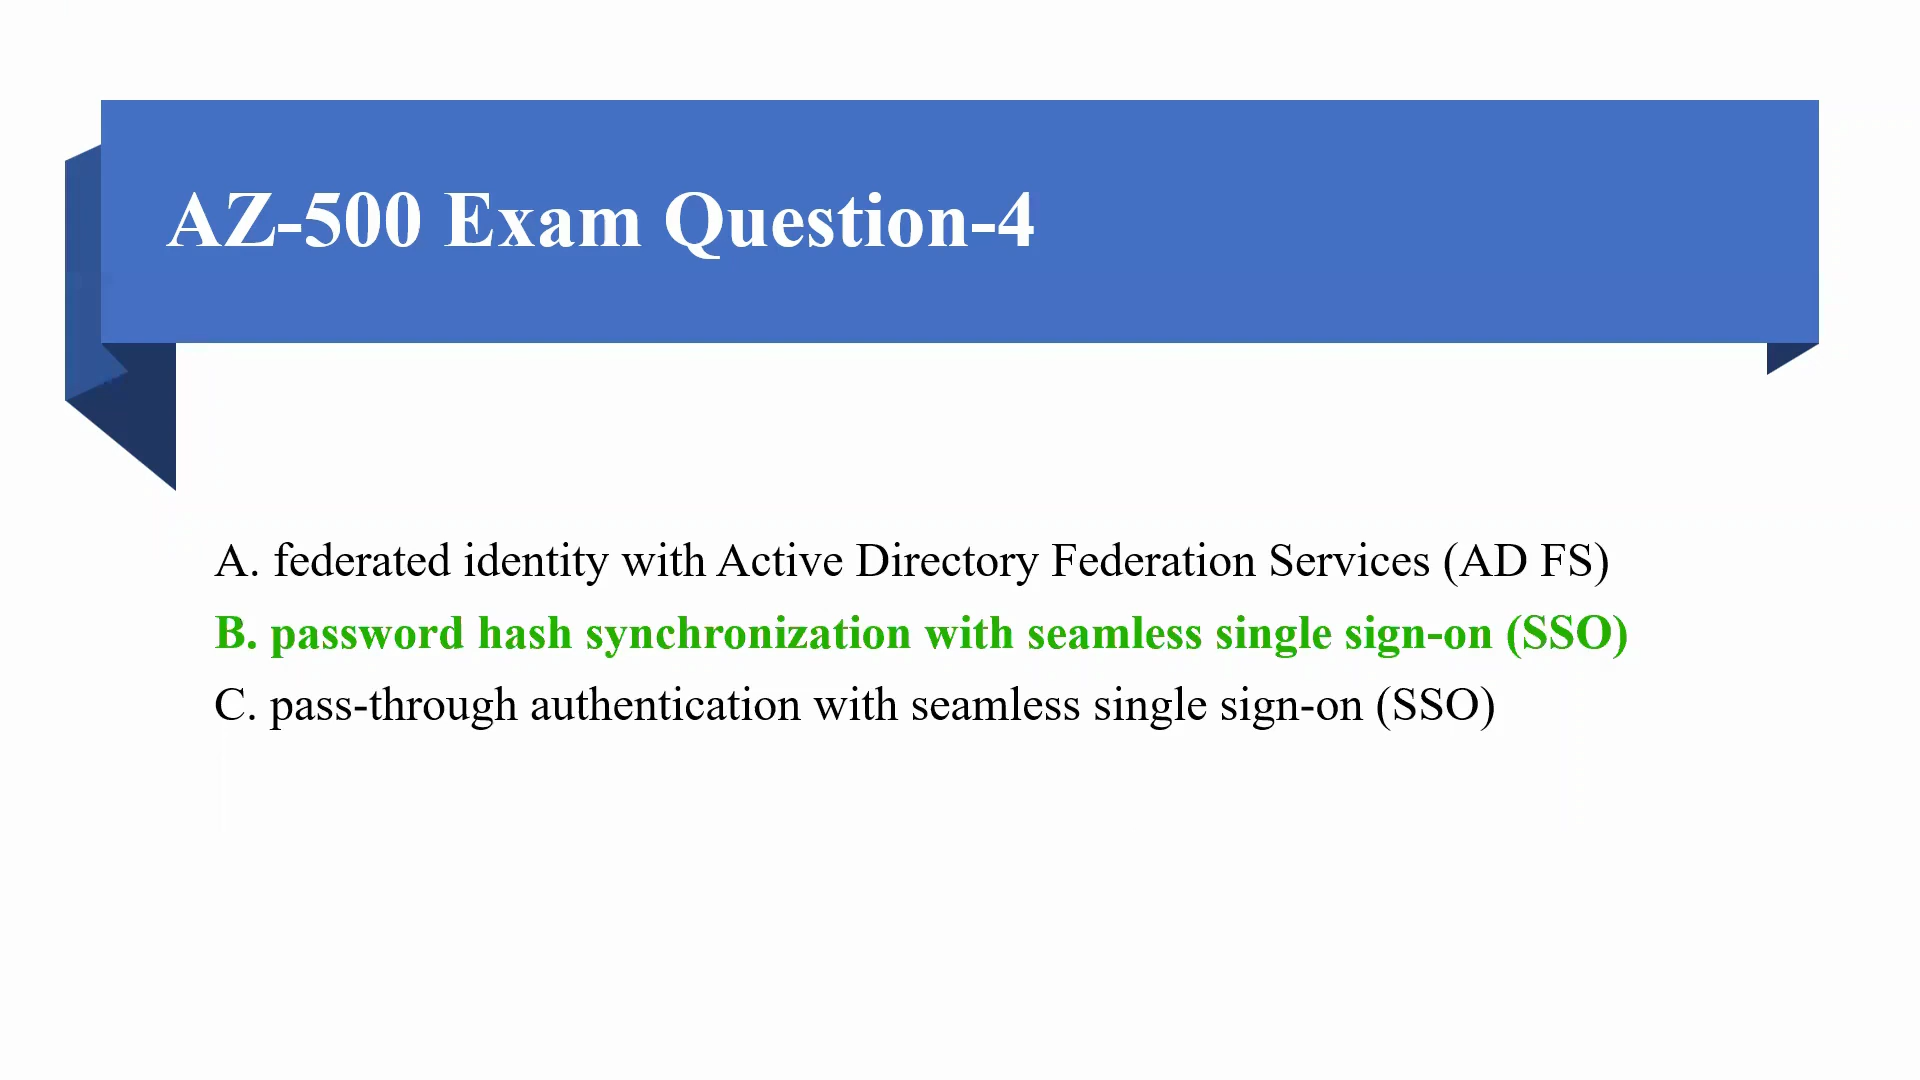 AZ-500 Exam Question-4
A. federated identity with Active Directory Federation Services (AD FS)
B. password hash synchronization with seamless single sign-on (SSO)
C. pass-through authentication with seamless single sign-on (SSO)